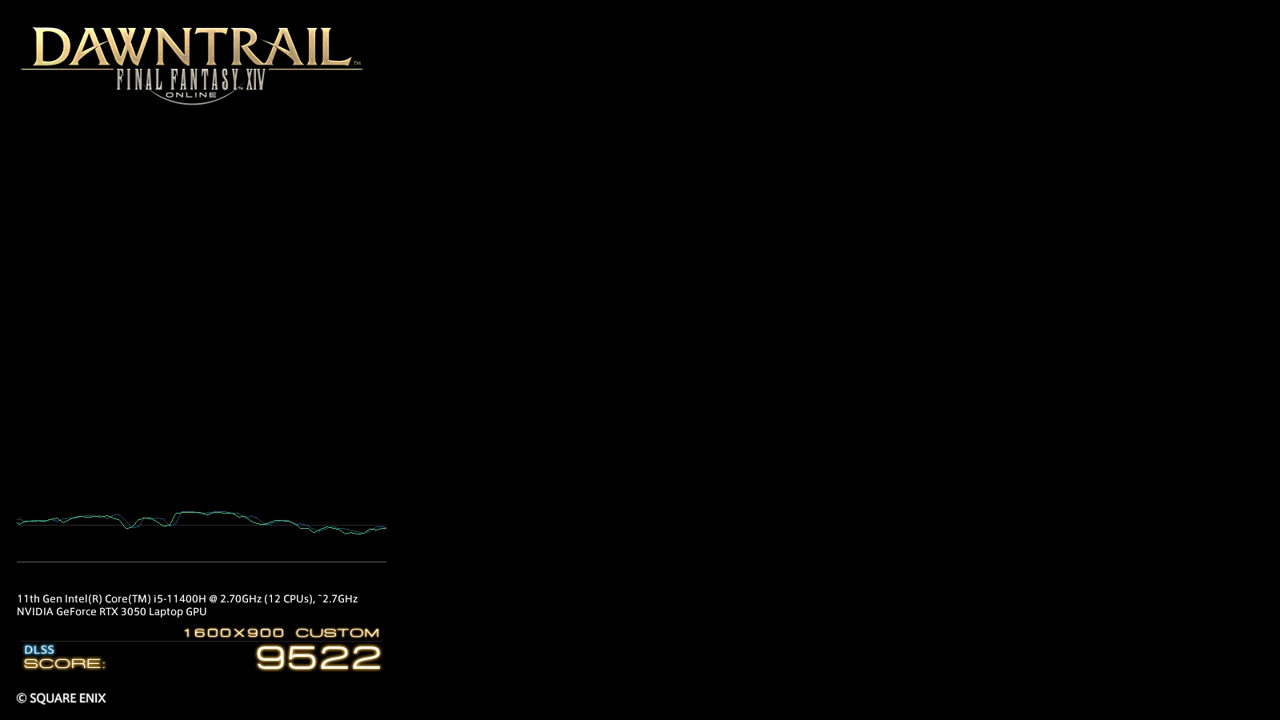 DAWNTRAIL™
FINAL FANTASY XIV
ONLINE
11th Gen Intel(R) Core(TM) i5-11400H @ 2.70GHz (12 CPUs), ~2.7GHz
NVIDIA GeForce RTX 3050 Laptop GPU
1600X900 CUSTOM
DLSS
SCORE: 9522
© SQUARE ENIX